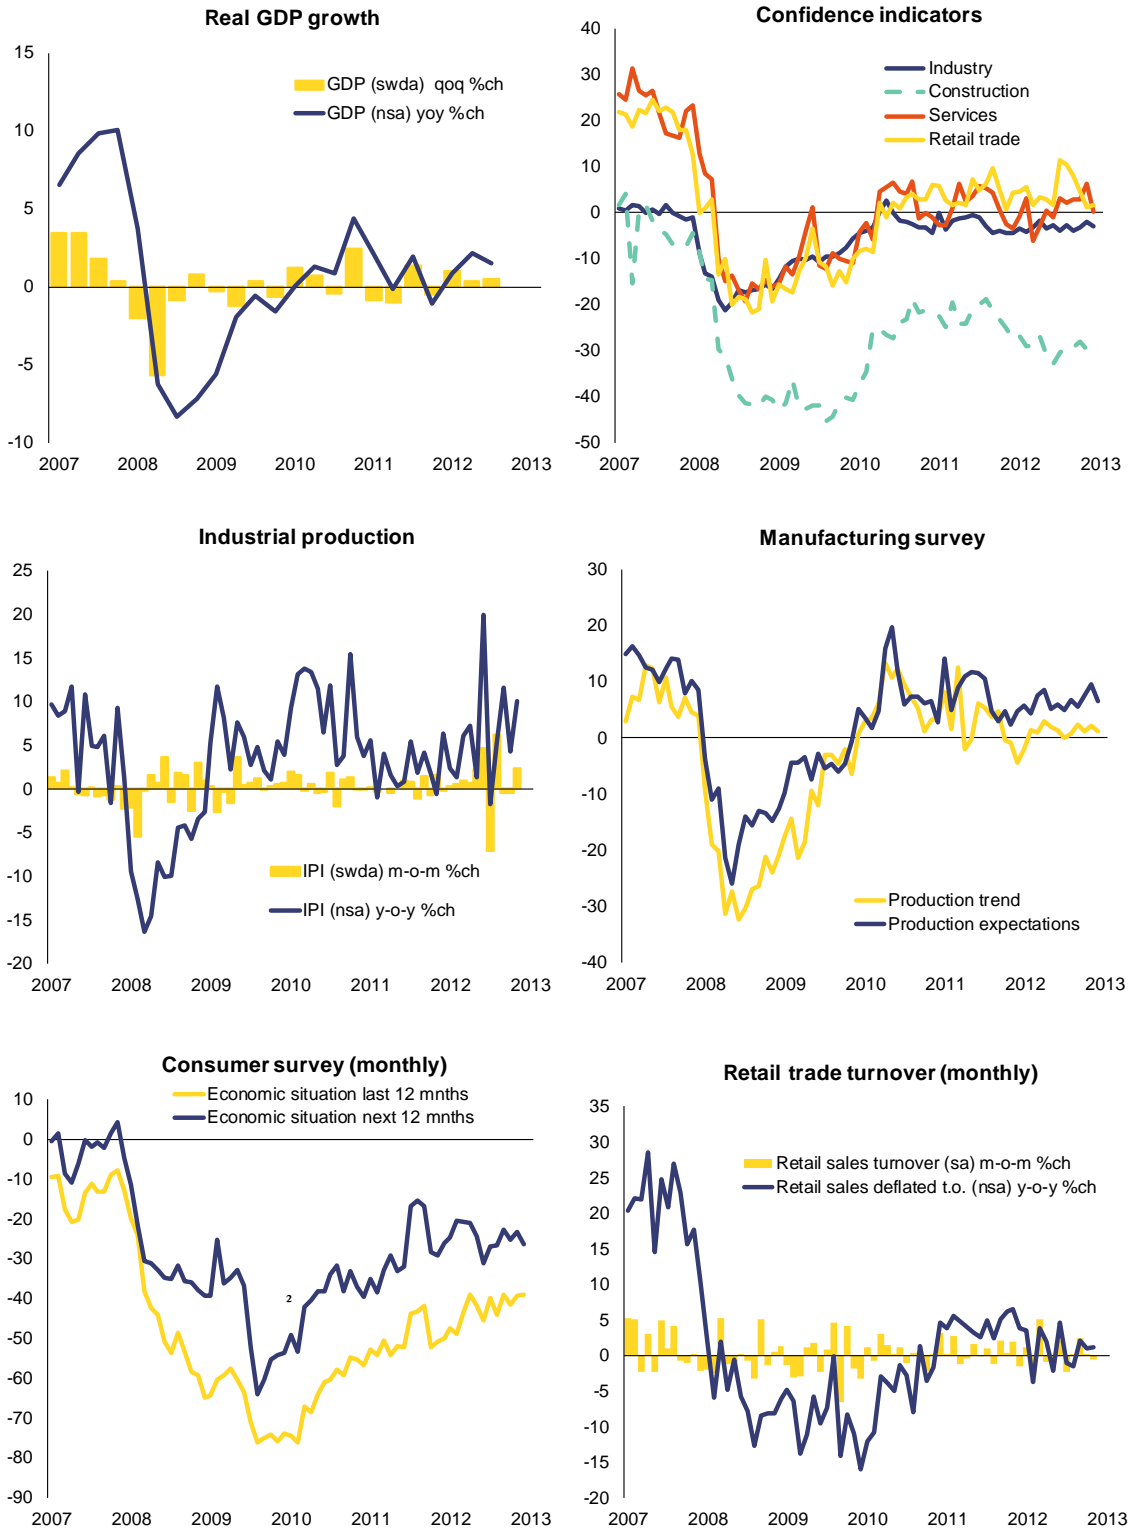 Real GDP growth
15
10
5
0
-5
-10
GDP (swda) qoq %ch
GDP (nsa) yoy %ch
2007 2008 2009 2010 2011 2012 2013
Confidence indicators
40
30
20
10
0
-10
-20
-30
-40
-50
Industry
Construction
Services
Retail trade
2007 2008 2009 2010 2011 2012 2013
Industrial production
25
20
15
10
5
0
-5
-10
-15
-20
IPI (swda) m-o-m %ch
IPI (nsa) y-o-y %ch
2007 2008 2009 2010 2011 2012 2013
Manufacturing survey
30
20
10
0
-10
-20
-30
-40
Production trend
Production expectations
2007 2008 2009 2010 2011 2012 2013
Consumer survey (monthly)
Economic situation last 12 mnths
Economic situation next 12 mnths
10
0
-10
-20
-30
-40
-50
-60
-70
-80
-90
2
2007 2008 2009 2010 2011 2012 2013
Retail trade turnover (monthly)
35
30
25
20
15
10
5
0
-5
-10
-15
-20
Retail sales turnover (sa) m-o-m %ch
Retail sales deflated t.o. (nsa) y-o-y %ch
2007 2008 2009 2010 2011 2012 2013